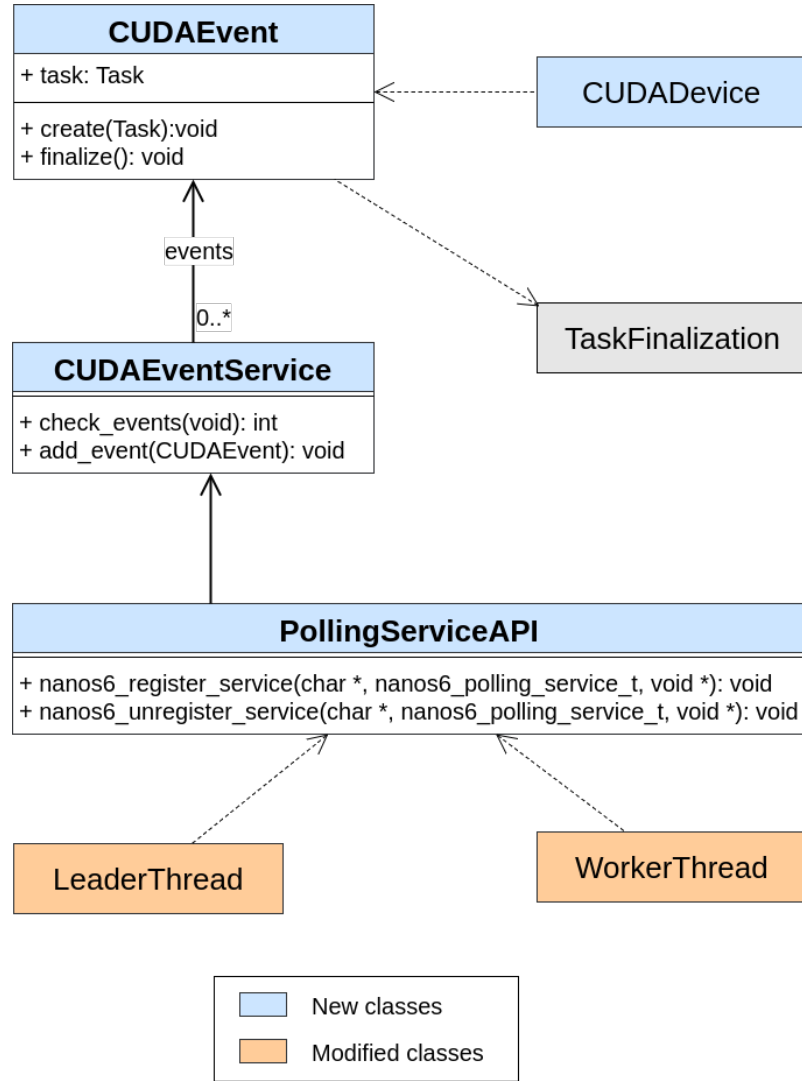 CUDAEvent
+ task: Task
+ create(Task):void
+ finalize(): void
CUDADevice
events
0..*
TaskFinalization
CUDAEventService
+ check_events(void): int
+ add_event(CUDAEvent): void
PollingServiceAPI
+ nanos6_register_service(char *, nanos6_polling_service_t, void *): void
+ nanos6_unregister_service(char *, nanos6_polling_service_t, void *): void
LeaderThread
WorkerThread
New classes
Modified classes